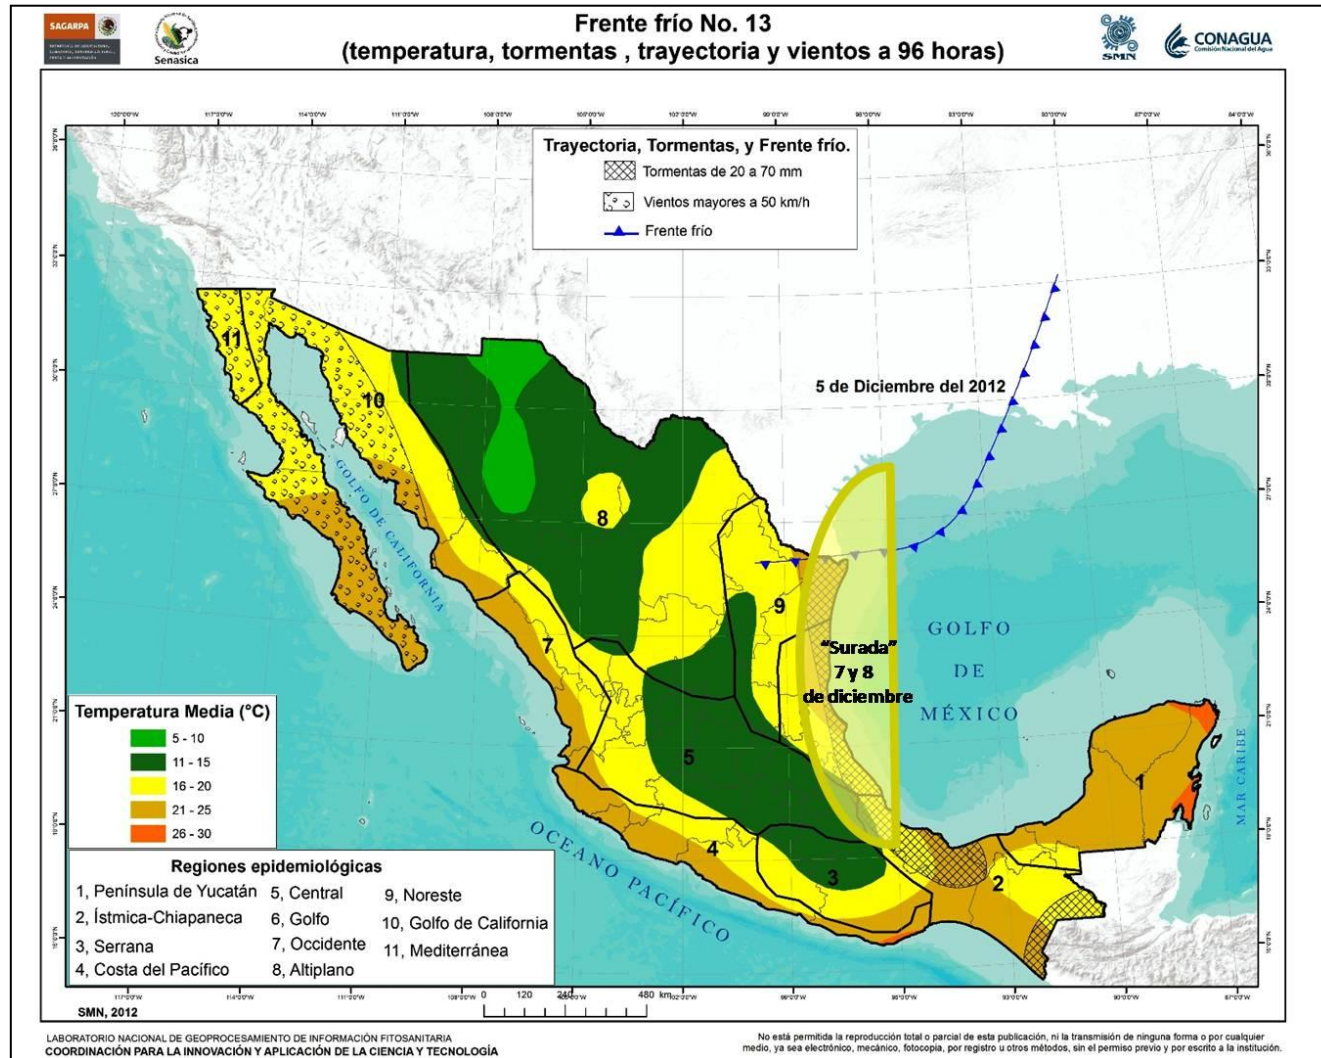 SAGARPA
Senasica
Frente frío No. 13
(temperatura, tormentas , trayectoria y vientos a 96 horas)
SMN
CONAGUA
Comisión Nacional del Agua
Trayectoria, Tormentas, y Frente frío.
Tormentas de 20 a 70 mm
Vientos mayores a 50 km/h
Frente frío
5 de Diciembre del 2012
11
10
8
9
7
5
4
3
2
1
GOLFO DE CALIFORNIA
"Surada"
7 y 8
de diciembre
GOLFO
DE
MÉXICO
MAR CARIBE
OCEANO PACÍFICO
Temperatura Media (°C)
5 - 10
11 - 15
16 - 20
21 - 25
26 - 30
Regiones epidemiológicas
1, Península de Yucatán
2, Ístmica-Chiapaneca
3, Serrana
4, Costa del Pacífico
5, Central
6, Golfo
7, Occidente
8, Altiplano
9, Noreste
10, Golfo de California
11, Mediterránea
0 120 240 480 km
SMN, 2012
LABORATORIO NACIONAL DE GEOPROCESAMIENTO DE INFORMACIÓN FITOSANITARIA
COORDINACIÓN PARA LA INNOVACIÓN Y APLICACIÓN DE LA CIENCIA Y TECNOLOGÍA
No está permitida la reproducción total o parcial de esta publicación, ni la transmisión de ninguna forma o por cualquier
medio, ya sea electrónico, mecánico, fotocopia, por registro u otros métodos, sin el permiso previo y por escrito a la institución.